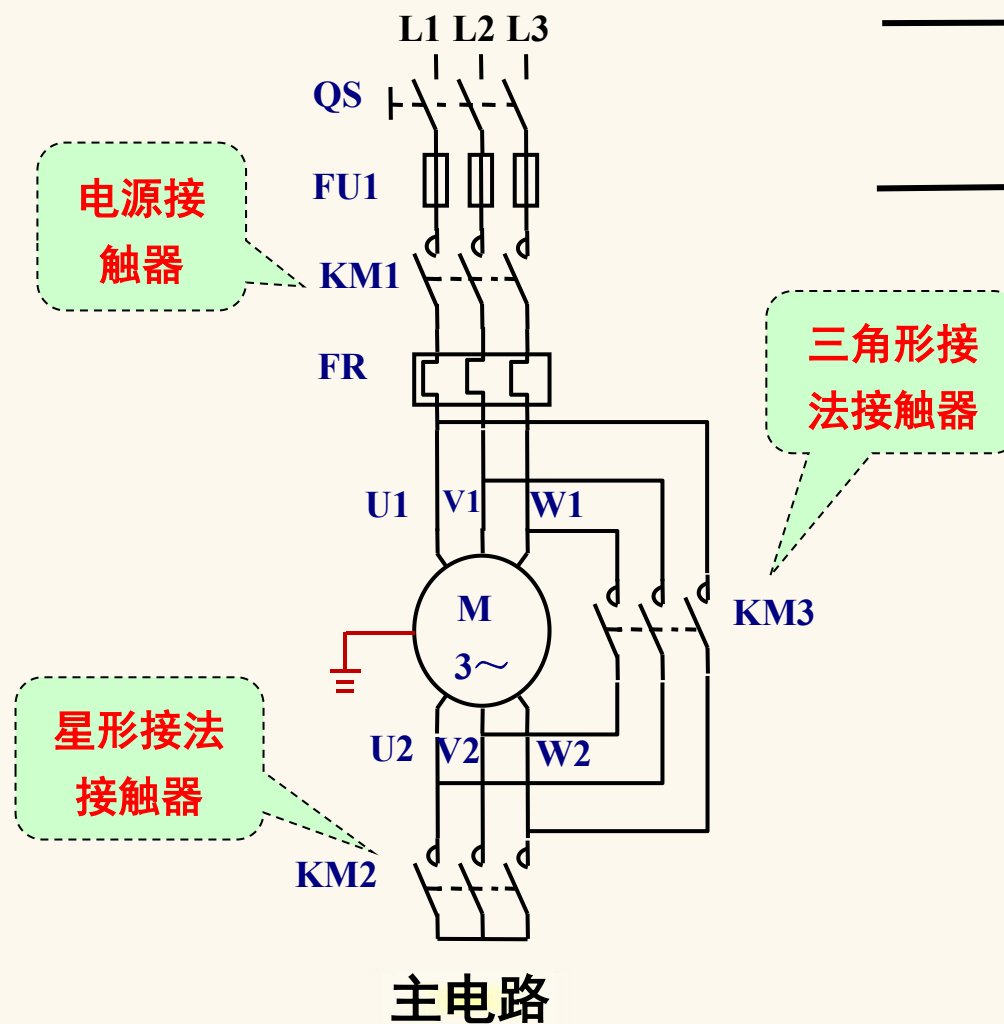 L1 L2 L3
QS
FU1
电源接
触器
KM1
三角形接
法接触器
FR
U1 V1 W1
M
3～
KM3
星形接法
接触器
U2 V2 W2
KM2
主电路